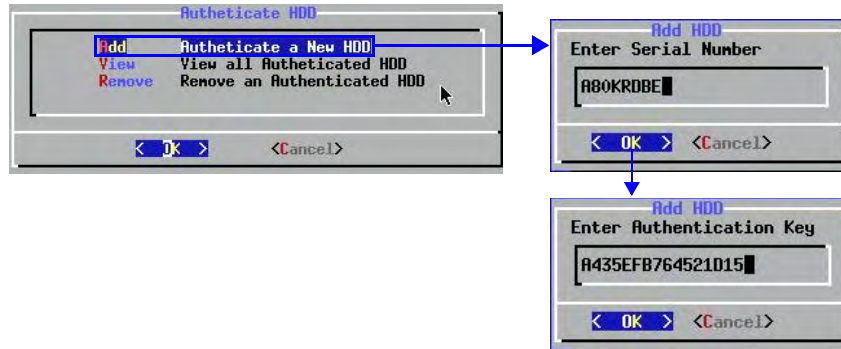 Autheticate HDD
Add Autheticate a New HDD
View View all Autheticated HDD
Remove Remove an Authenticated HDD
< OK > <Cancel>
Add HDD
Enter Serial Number
A80KRDBE
< OK > <Cancel>
Add HDD
Enter Authentication Key
A435EFB764521D15
< OK > <Cancel>